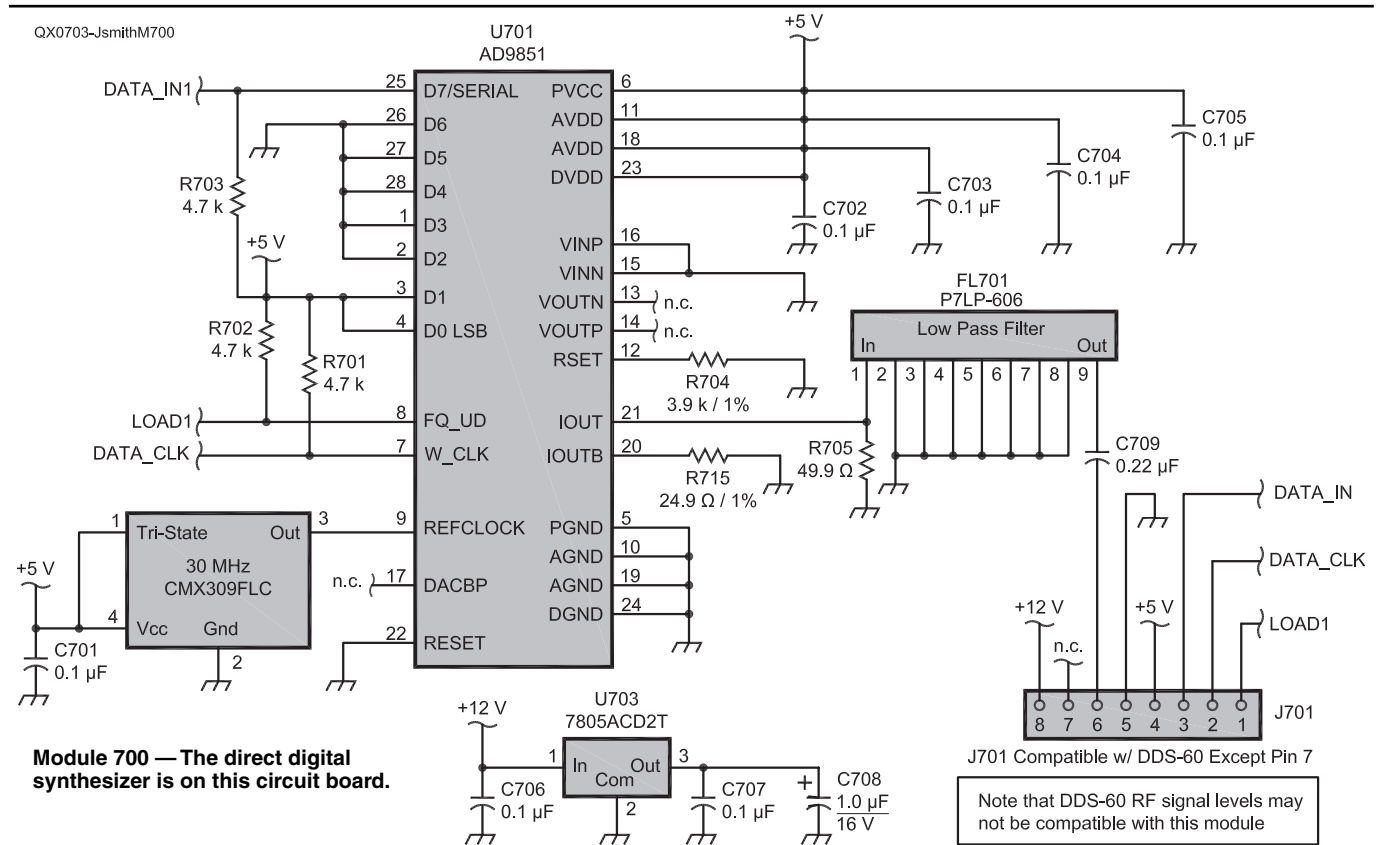 QX0703-JsmithM700
U701
AD9851
+5 V
DATA_IN1
25
D7/SERIAL
26
D6
27
D5
28
D4
1
D3
2
D2
3
D1
4
D0 LSB
8
FQ_UD
7
W_CLK
9
REFCLOCK
17
DACBP
22
RESET
PVCC
6
AVDD
11
AVDD
18
DVDD
23
VINP
16
VINN
15
VOUTN
13
n.c.
VOUTP
14
n.c.
RSET
12
IOUT
21
IOUTB
20
PGND
5
AGND
10
AGND
19
DGND
24
R703
4.7 k
+5 V
R702
4.7 k
R701
4.7 k
LOAD1
DATA_CLK
C705
0.1 µF
C704
0.1 µF
C703
0.1 µF
C702
0.1 µF
R704
3.9 k / 1%
R715
24.9 Ω / 1%
FL701
P7LP-606
Low Pass Filter
In
Out
1 2 3 4 5 6 7 8 9
R705
49.9 Ω
C709
0.22 µF
DATA_IN
DATA_CLK
LOAD1
+12 V
n.c.
+5 V
8 7 6 5 4 3 2 1
J701
J701 Compatible w/ DDS-60 Except Pin 7
Note that DDS-60 RF signal levels may
not be compatible with this module
1
Tri-State
Out
3
30 MHz
CMX309FLC
4
Vcc
Gnd
2
+5 V
C701
0.1 µF
n.c.
+12 V
U703
7805ACD2T
1
In
Out
3
Com
2
C706
0.1 µF
C707
0.1 µF
+
C708
1.0 µF
16 V
Module 700 — The direct digital
synthesizer is on this circuit board.